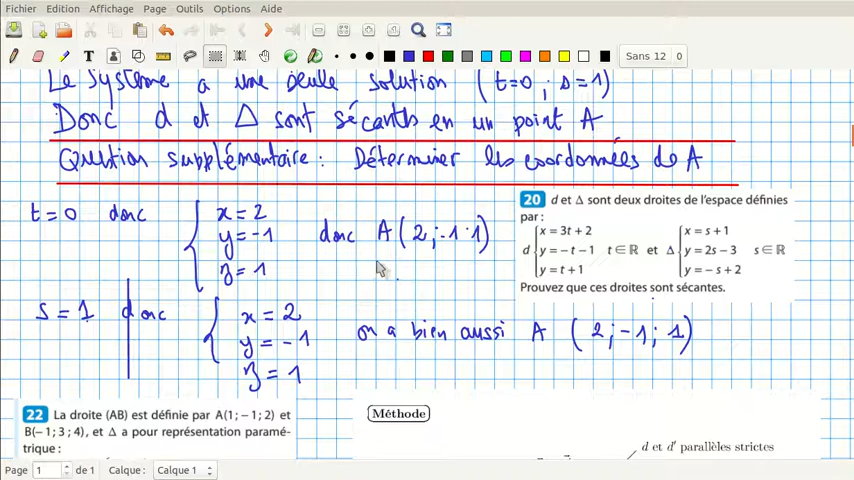 Fichier Edition Affichage Journal Outils Options Aide
Sans 12
Le système a une seule solution (t=0 ; s=1)
Donc d et Δ sont sécantes en un point A
Question supplémentaire : Déterminer les coordonnées de A
t=0 donc { x=2
y=-1
z=1
donc A(2;-1;1)
20 d et Δ sont deux droites de l'espace définies
par :
d { x = 3t + 2
y = −t − 1 t ∈ ℝ
y = t + 1
et Δ { x = s + 1
y = 2s − 3 s ∈ ℝ
y = − s + 2
Prouvez que ces droites sont sécantes.
s=1 donc { x=2
y=-1
z=1
on a bien aussi A (2;-1;1)
22 La droite (AB) est définie par A(1; −1; 2) et
B(−1; 3; 4), et Δ a pour représentation paramé-
trique :
Méthode
d et d′ parallèles strictes
Page 1 de 1 Calque : Calque 1